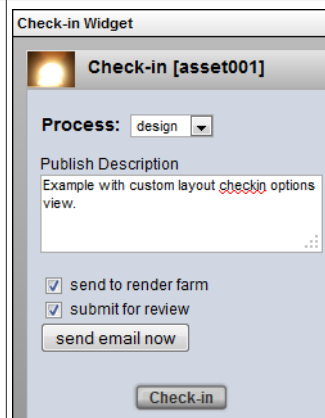 Check-in Widget
Check-in [asset001]
Process: design
Publish Description
Example with custom layout checkin options
view.
send to render farm
submit for review
send email now
Check-in